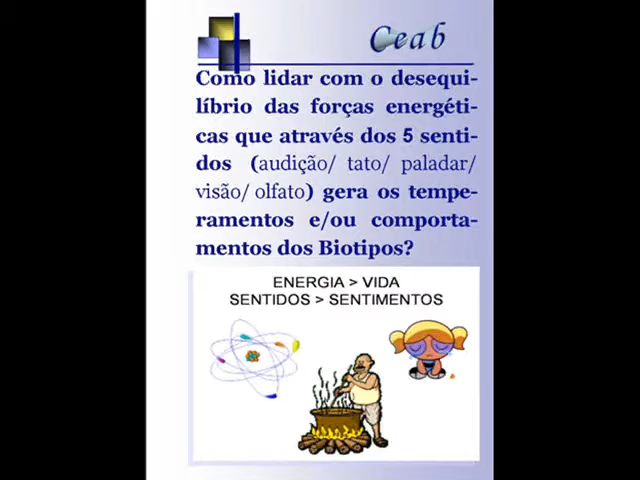 Ceab
Como lidar com o desequi-
líbrio das forças energéti-
cas que através dos 5 senti-
dos (audição/ tato/ paladar/
visão/ olfato) gera os tempe-
ramentos e/ou comporta-
mentos dos Biotipos?
ENERGIA > VIDA
SENTIDOS > SENTIMENTOS